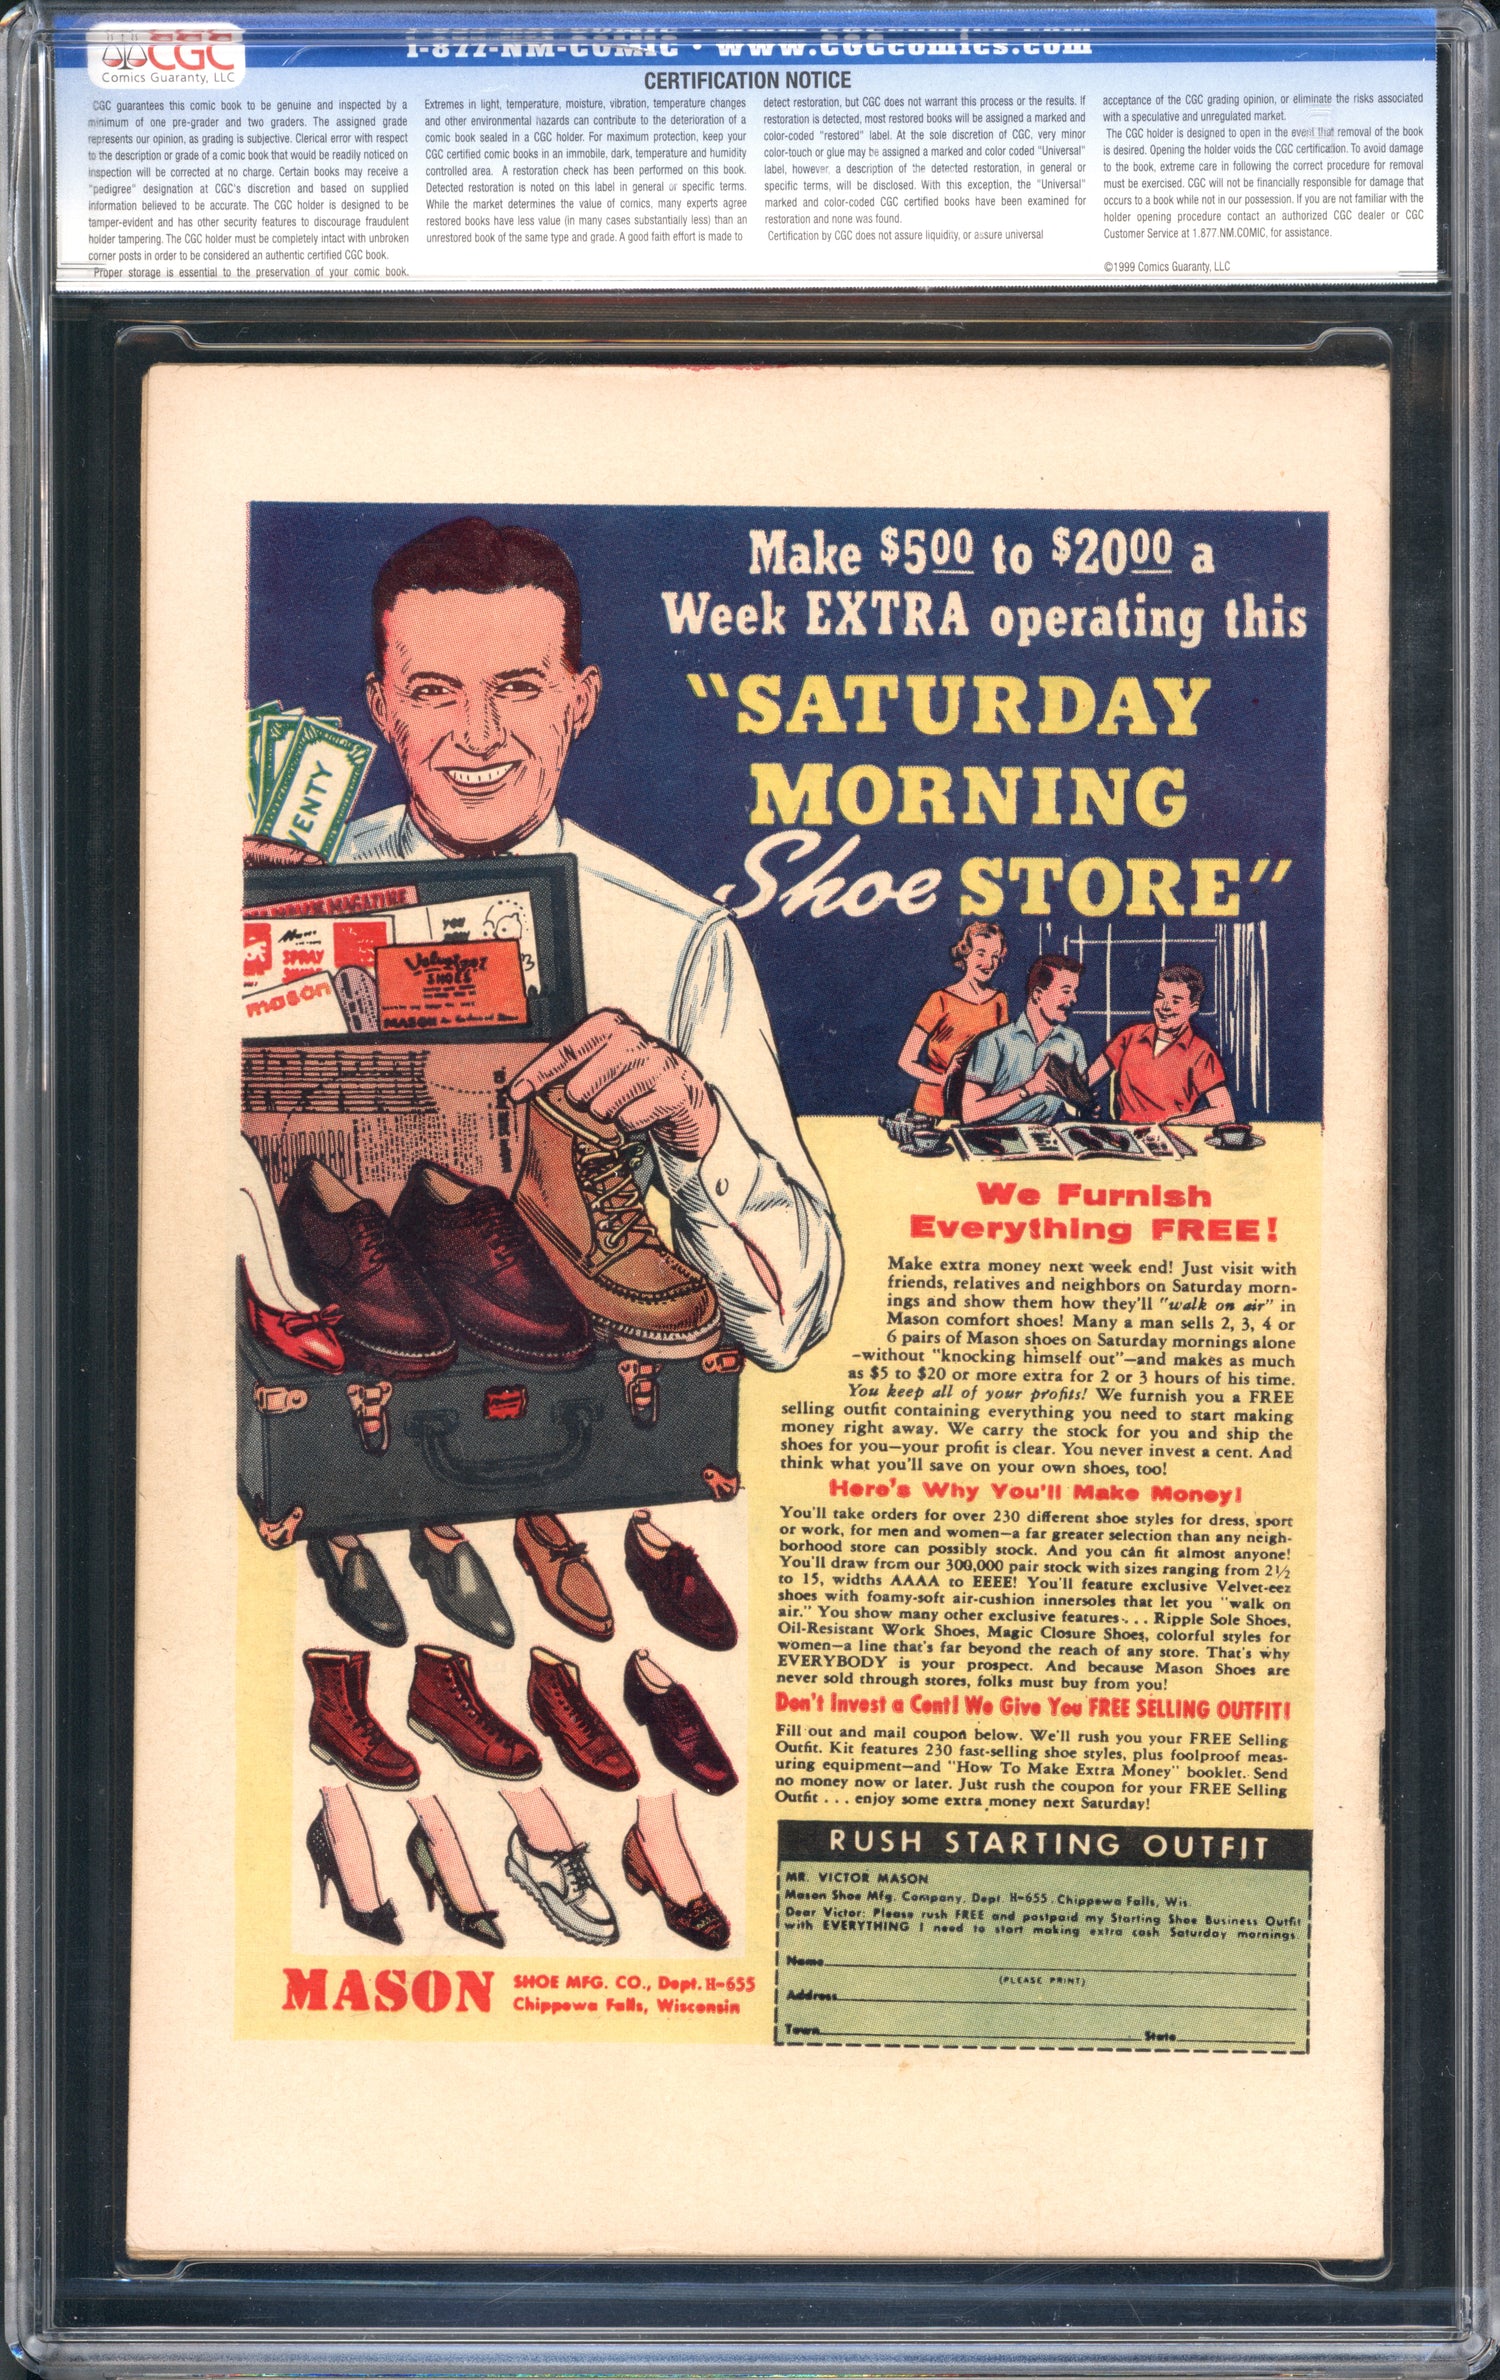 CGC
Comics Guaranty, LLC
1-877-NM-COMIC • www.CGCcomics.com
CERTIFICATION NOTICE
CGC guarantees this comic book to be genuine and inspected by a
minimum of one pre-grader and two graders. The assigned grade
represents our opinion, as grading is subjective. Clerical error with respect
to the description or grade of a comic book that would be readily noticed on
inspection will be corrected at no charge. Certain books may receive a
"pedigree" designation at CGC's discretion and based on supplied
information believed to be accurate. The CGC holder is designed to be
tamper-evident and has other security features to discourage fraudulent
holder tampering. The CGC holder must be completely intact with unbroken
corner posts in order to be considered an authentic certified CGC book.
Proper storage is essential to the preservation of your comic book.
Extremes in light, temperature, moisture, vibration, temperature changes
and other environmental hazards can contribute to the deterioration of a
comic book sealed in a CGC holder. For maximum protection, keep your
CGC certified comic books in an immobile, dark, temperature and humidity
controlled area. A restoration check has been performed on this book.
Detected restoration is noted on this label in general or specific terms.
While the market determines the value of comics, many experts agree
restored books have less value (in many cases substantially less) than an
unrestored book of the same type and grade. A good faith effort is made to
detect restoration, but CGC does not warrant this process or the results. If
restoration is detected, most restored books will be assigned a marked and
color-coded "restored" label. At the sole discretion of CGC, very minor
color-touch or glue may be assigned a marked and color coded "Universal"
label, however, a description of the detected restoration, in general or
specific terms, will be disclosed. With this exception, the "Universal"
marked and color-coded CGC certified books have been examined for
restoration and none was found.
Certification by CGC does not assure liquidity, or assure universal
acceptance of the CGC grading opinion, or eliminate the risks associated
with a speculative and unregulated market.
The CGC holder is designed to open in the event that removal of the book
is desired. Opening the holder voids the CGC certification. To avoid damage
to the book, extreme care in following the correct procedure for removal
must be exercised. CGC will not be financially responsible for damage that
occurs to a book while not in our possession. If you are not familiar with the
holder opening procedure contact an authorized CGC dealer or CGC
Customer Service at 1.877.NM.COMIC, for assistance.
©1999 Comics Guaranty, LLC
Make $5.00 to $20.00 a
Week EXTRA operating this
"SATURDAY
MORNING
Shoe STORE"
VENTY
MAGAZINE
SPRAY
mason
Velveteez
SHOES
MASON
We Furnish
Everything FREE!
Make extra money next week end! Just visit with
friends, relatives and neighbors on Saturday morn-
ings and show them how they'll "walk on air" in
Mason comfort shoes! Many a man sells 2, 3, 4 or
6 pairs of Mason shoes on Saturday mornings alone
-without "knocking himself out"—and makes as much
as $5 to $20 or more extra for 2 or 3 hours of his time.
You keep all of your profits! We furnish you a FREE
selling outfit containing everything you need to start making
money right away. We carry the stock for you and ship the
shoes for you—your profit is clear. You never invest a cent. And
think what you'll save on your own shoes, too!
Here's Why You'll Make Money!
You'll take orders for over 230 different shoe styles for dress, sport
or work, for men and women—a far greater selection than any neigh-
borhood store can possibly stock. And you can fit almost anyone!
You'll draw from our 300,000 pair stock with sizes ranging from 2½
to 15, widths AAAA to EEEE! You'll feature exclusive Velvet-eez
shoes with foamy-soft air-cushion innersoles that let you "walk on
air." You show many other exclusive features . . . Ripple Sole Shoes,
Oil-Resistant Work Shoes, Magic Closure Shoes, colorful styles for
women—a line that's far beyond the reach of any store. That's why
EVERYBODY is your prospect. And because Mason Shoes are
never sold through stores, folks must buy from you!
Don't Invest a Cent! We Give You FREE SELLING OUTFIT!
Fill out and mail coupon below. We'll rush you your FREE Selling
Outfit. Kit features 230 fast-selling shoe styles, plus foolproof meas-
uring equipment—and "How To Make Extra Money" booklet. Send
no money now or later. Just rush the coupon for your FREE Selling
Outfit . . . enjoy some extra money next Saturday!
RUSH STARTING OUTFIT
MR. VICTOR MASON
Mason Shoe Mfg. Company, Dept. H-655, Chippewa Falls, Wis.
Dear Victor: Please rush FREE and postpaid my Starting Shoe Business Outfit
with EVERYTHING I need to start making extra cash Saturday mornings.
Name
(PLEASE PRINT)
Address
Town State
MASON SHOE MFG. CO., Dept. H-655
Chippewa Falls, Wisconsin